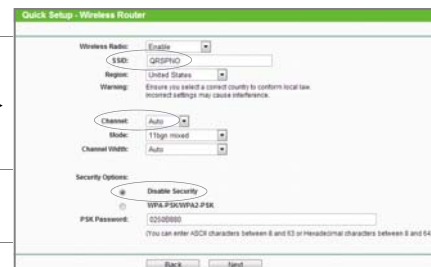 Quick Setup - Wireless Router
Wireless Radio: Enable
SSID: QRSPNO
Region: United States
Warning: Ensure you select a correct country to conform local law.
Incorrect settings may cause interference.
Channel: Auto
Mode: 11bgn mixed
Channel Width: Auto
Security Options:
Disable Security
WPA-PSK/WPA2-PSK
PSK Password:
(You can enter ASCII characters between 8 and 63 or Hexadecimal characters between 8 and 64
Back Next